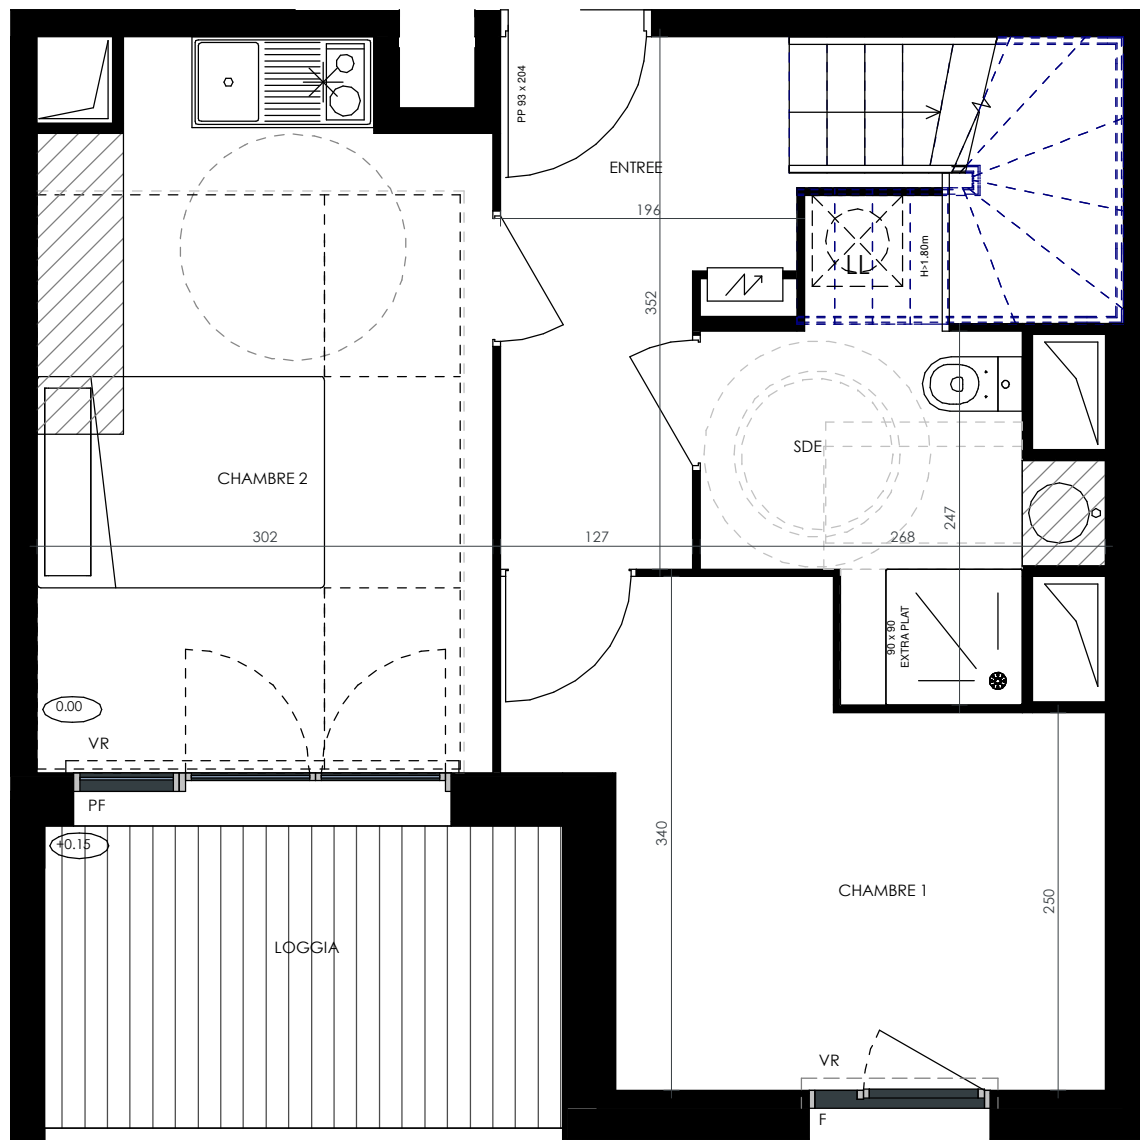 PP 93 x 204
ENTREE
196
352
LL
H>1.80m
SDE
CHAMBRE 2
302
127
268
247
90 x 90
EXTRA PLAT
0.00
VR
PF
+0.15
340
CHAMBRE 1
250
LOGGIA
VR
F